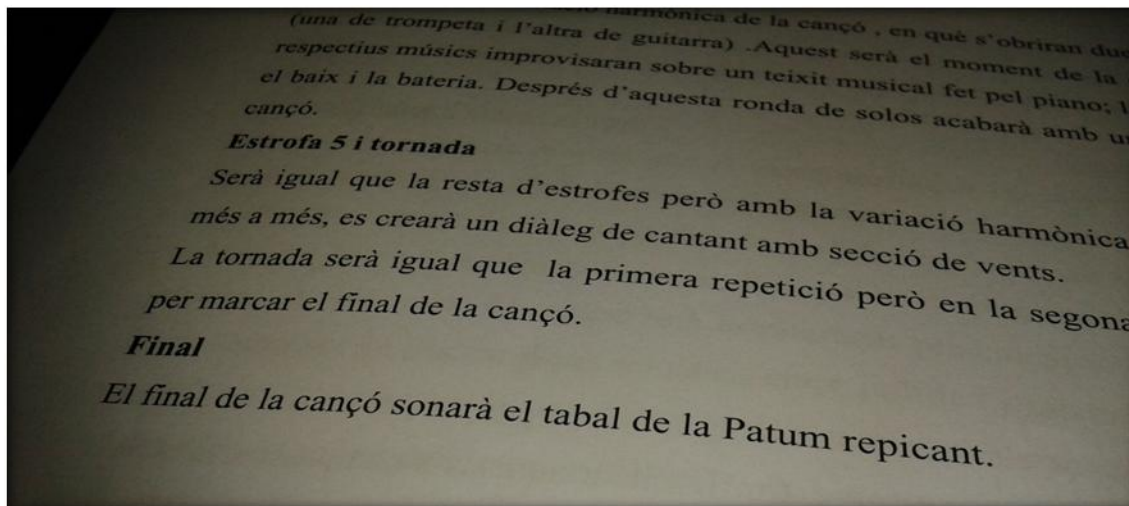 harmònica de la cançó , en què s'obriran
(una de trompeta i l'altra de guitarra) .Aquest serà el moment de la
respectius músics improvisaran sobre un teixit musical fet pel piano;
el baix i la bateria. Després d'aquesta ronda de solos acabarà amb
cançó.
Estrofa 5 i tornada
Serà igual que la resta d'estrofes però amb la variació harmònica
més a més, es crearà un diàleg de cantant amb secció de vents.
La tornada serà igual que la primera repetició però en la segona
per marcar el final de la cançó.
Final
El final de la cançó sonarà el tabal de la Patum repicant.